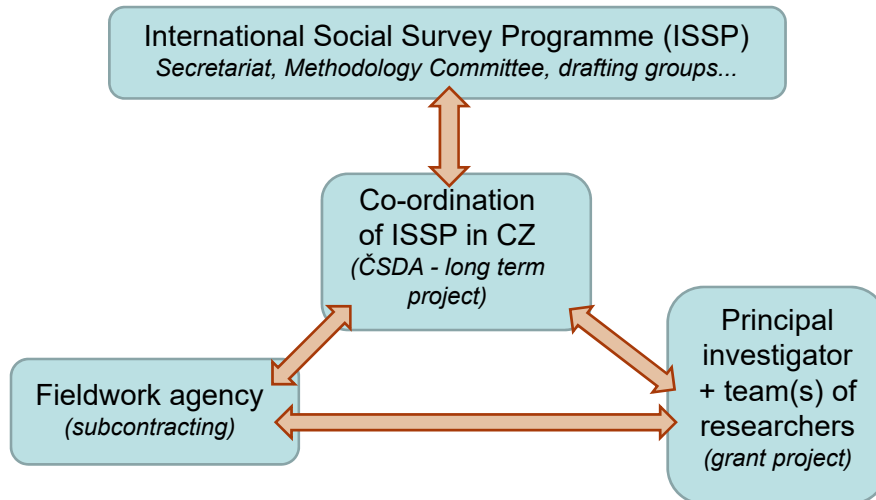 International Social Survey Programme (ISSP)
Secretariat, Methodology Committee, drafting groups...
Co-ordination
of ISSP in CZ
(ČSDA - long term
project)
Principal
investigator
+ team(s) of
researchers
(grant project)
Fieldwork agency
(subcontracting)